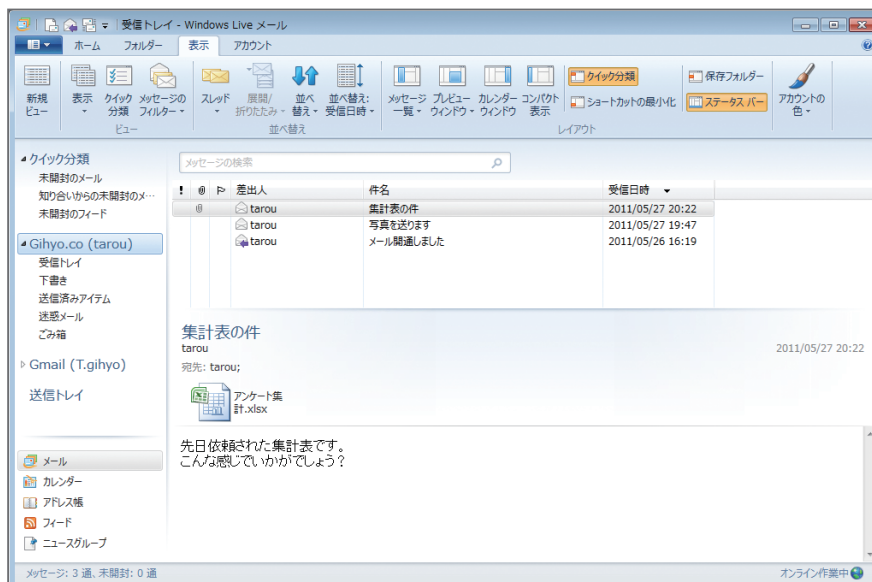 受信トレイ - Windows Live メール
ホーム フォルダー 表示 アカウント
新規ビュー
表示
クイック分類
メッセージのフィルター
ビュー
スレッド
展開/折りたたみ
並べ替え
並べ替え: 受信日時
並べ替え
メッセージ一覧
プレビューウィンドウ
カレンダーウィンドウ
コンパクト表示
クイック分類
ショートカットの最小化
保存フォルダー
ステータス バー
レイアウト
アカウントの色
クイック分類
未開封のメール
知り合いからの未開封のメ…
未開封のフィード
Gihyo.co (tarou)
受信トレイ
下書き
送信済みアイテム
迷惑メール
ごみ箱
Gmail (T.gihyo)
送信トレイ
メール
カレンダー
アドレス帳
フィード
ニュースグループ
メッセージの検索
! 差出人 件名 受信日時
tarou 集計表の件 2011/05/27 20:22
tarou 写真を送ります 2011/05/27 19:47
tarou メール開通しました 2011/05/26 16:19
集計表の件
tarou 2011/05/27 20:22
宛先: tarou;
アンケート集
計.xlsx
先日依頼された集計表です。
こんな感じでいかがでしょう?
メッセージ: 3 通、未開封: 0 通 オンライン作業中